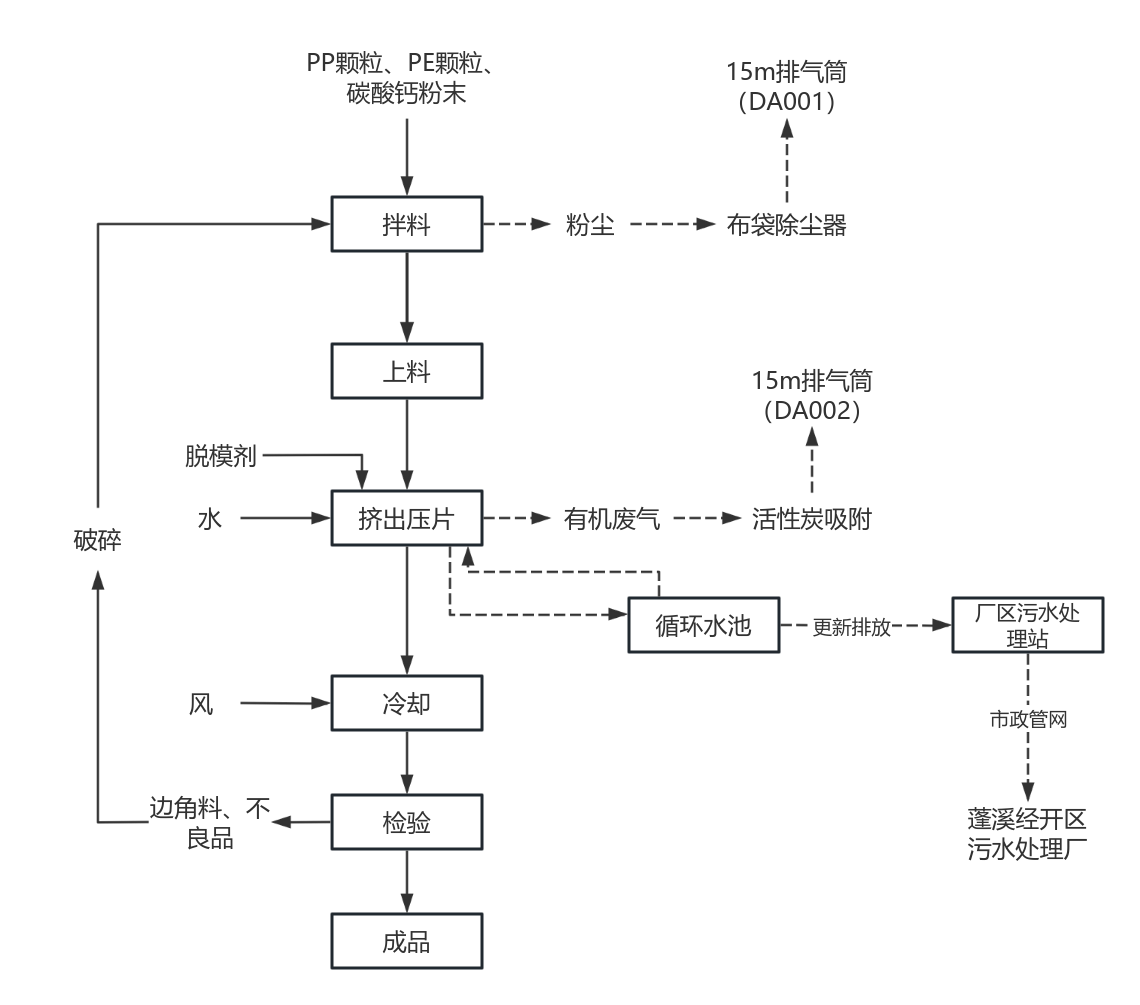 PP颗粒、PE颗粒、
碳酸钙粉末
15m排气筒
（DA001）
拌料
粉尘
布袋除尘器
上料
15m排气筒
（DA002）
脱模剂
水
挤出压片
有机废气
活性炭吸附
破碎
循环水池
更新排放
厂区污水处
理站
风
冷却
市政管网
边角料、不
良品
检验
蓬溪经开区
污水处理厂
成品